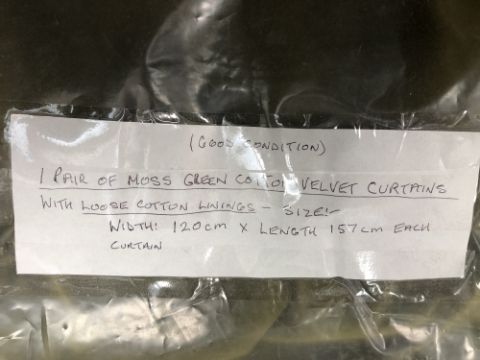 (GOOD CONDITION)
1 PAIR OF MOSS GREEN COTTON VELVET CURTAINS
WITH LOOSE COTTON LININGS - SIZE:-
WIDTH: 120cm X LENGTH 157cm EACH
CURTAIN